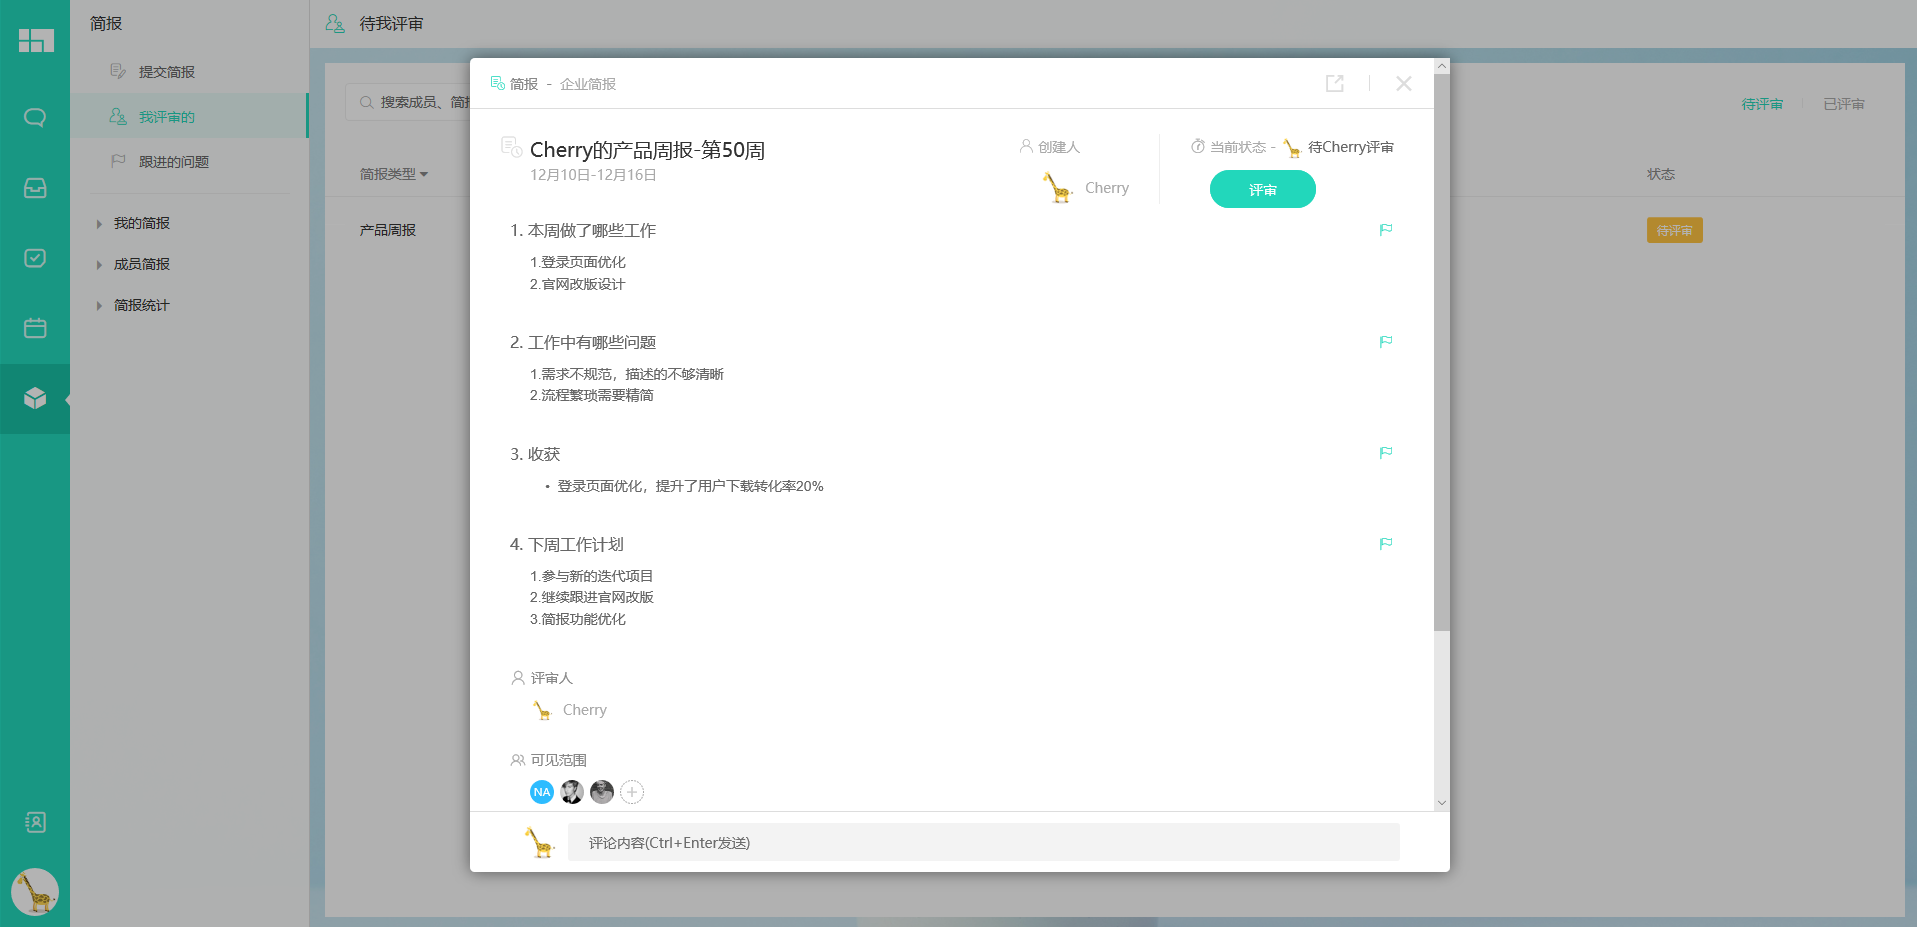 简报
提交简报
我评审的
跟进的问题
我的简报
成员简报
简报统计
待我评审
搜索成员、简报
待评审
已评审
简报类型
状态
产品周报
待评审
简报 - 企业简报
Cherry的产品周报-第50周
12月10日-12月16日
创建人
Cherry
当前状态 - 待Cherry评审
评审
1. 本周做了哪些工作
1.登录页面优化
2.官网改版设计
2. 工作中有哪些问题
1.需求不规范，描述的不够清晰
2.流程繁琐需要精简
3. 收获
• 登录页面优化，提升了用户下载转化率20%
4. 下周工作计划
1.参与新的迭代项目
2.继续跟进官网改版
3.简报功能优化
评审人
Cherry
可见范围
NA
评论内容(Ctrl+Enter发送)